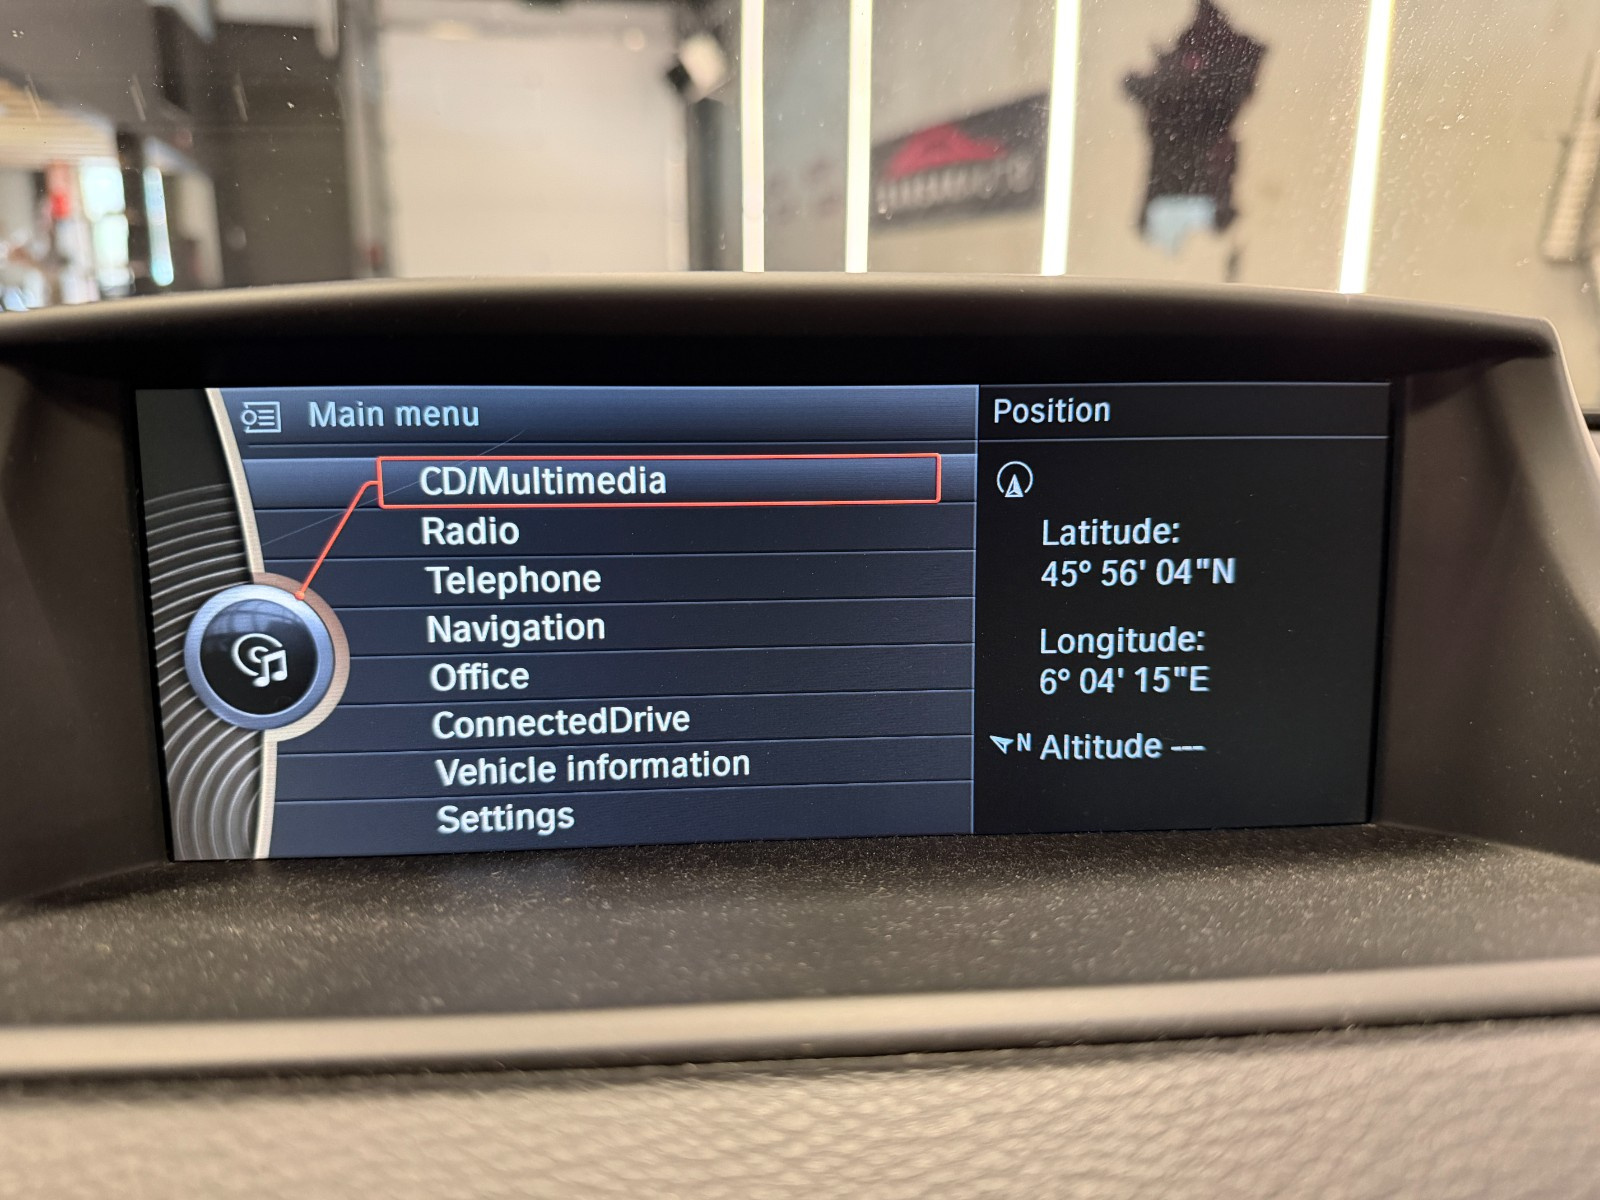 Main menu
CD/Multimedia
Radio
Telephone
Navigation
Office
ConnectedDrive
Vehicle information
Settings
Position
Latitude:
45° 56' 04"N
Longitude:
6° 04' 15"E
N Altitude ---